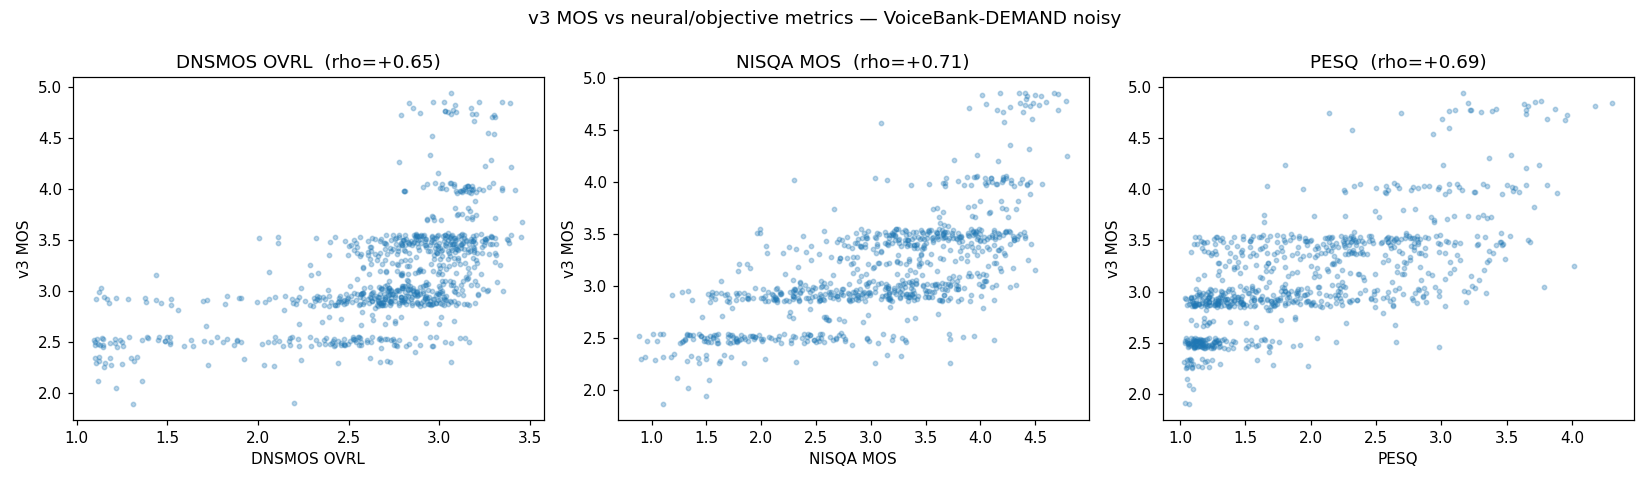 v3 MOS vs neural/objective metrics — VoiceBank-DEMAND noisy
DNSMOS OVRL  (rho=+0.65)
v3 MOS
5.0
4.5
4.0
3.5
3.0
2.5
2.0
1.0 1.5 2.0 2.5 3.0 3.5
DNSMOS OVRL
NISQA MOS  (rho=+0.71)
v3 MOS
5.0
4.5
4.0
3.5
3.0
2.5
2.0
1.0 1.5 2.0 2.5 3.0 3.5 4.0 4.5
NISQA MOS
PESQ  (rho=+0.69)
v3 MOS
5.0
4.5
4.0
3.5
3.0
2.5
2.0
1.0 1.5 2.0 2.5 3.0 3.5 4.0
PESQ